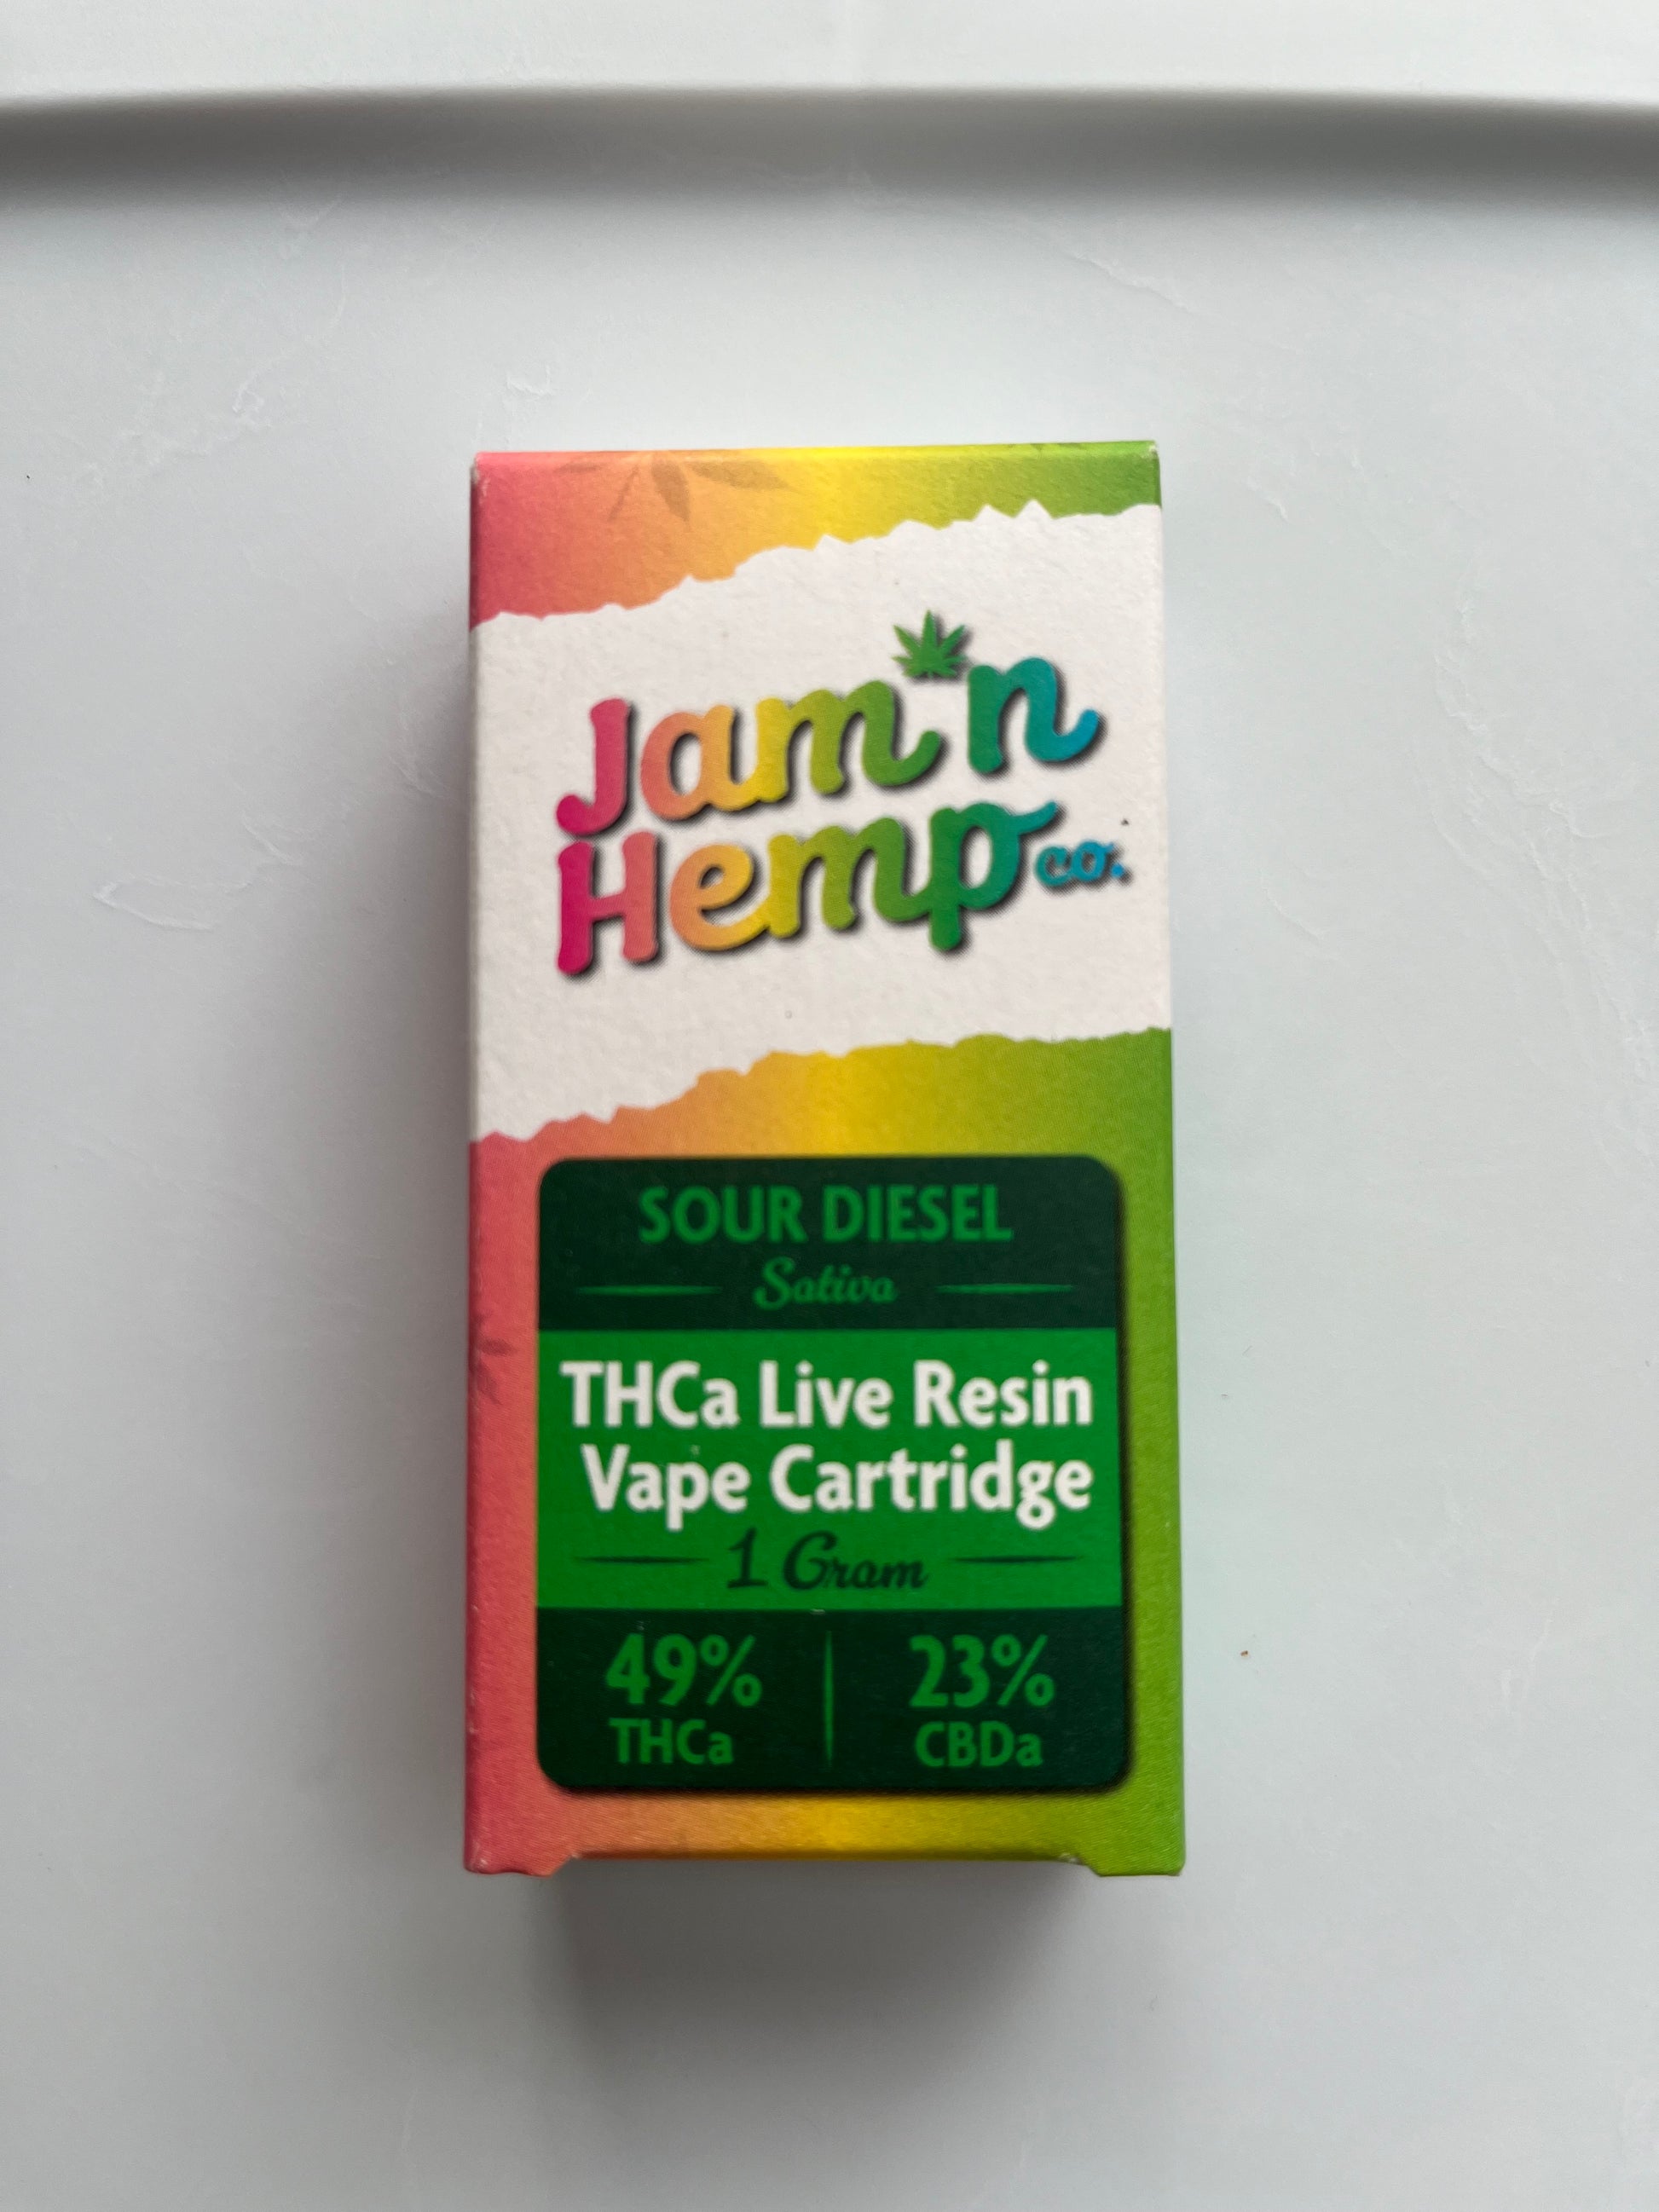 Jam'n
Hemp co.
SOUR DIESEL
Sativa
THCa Live Resin
Vape Cartridge
1 Gram
49% 23%
THCa CBDa